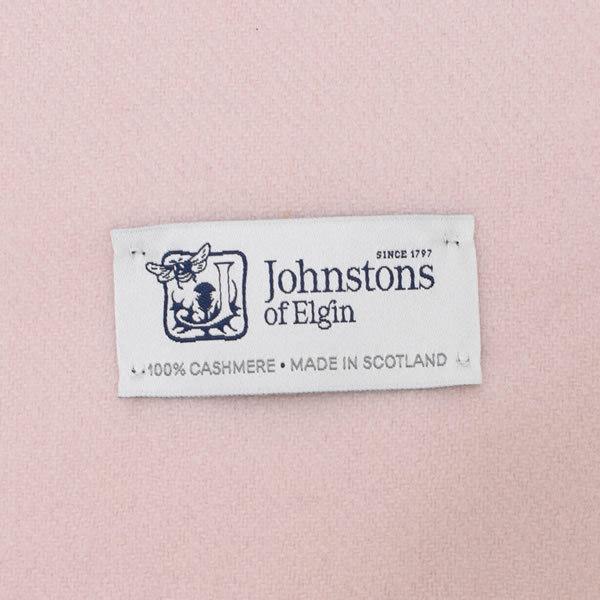 SINCE 1797
Johnstons
of Elgin
100% CASHMERE • MADE IN SCOTLAND